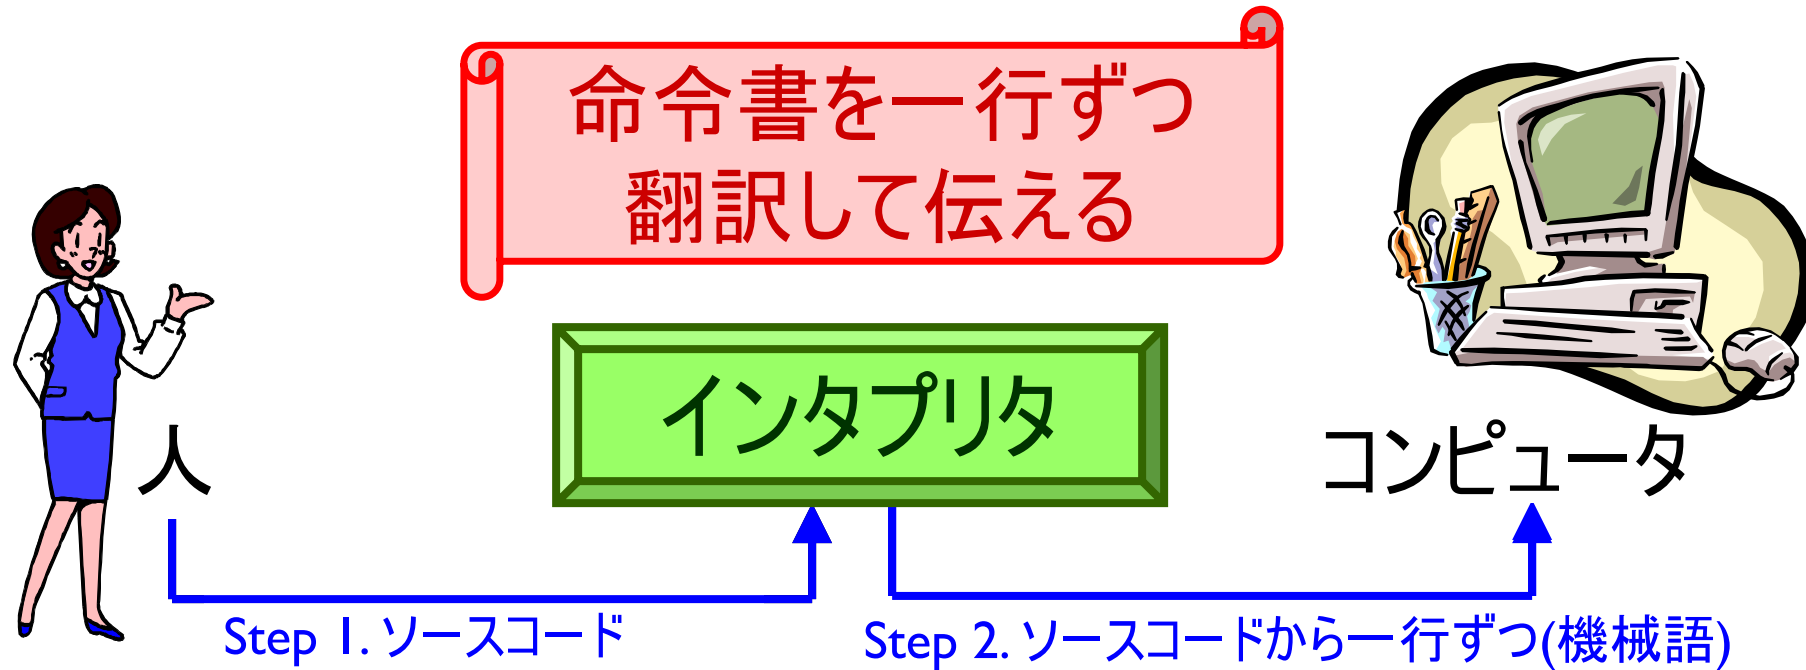 命令書を一行ずつ
翻訳して伝える
インタプリタ
人
コンピュータ
Step 1. ソースコード
Step 2. ソースコードから一行ずつ(機械語)